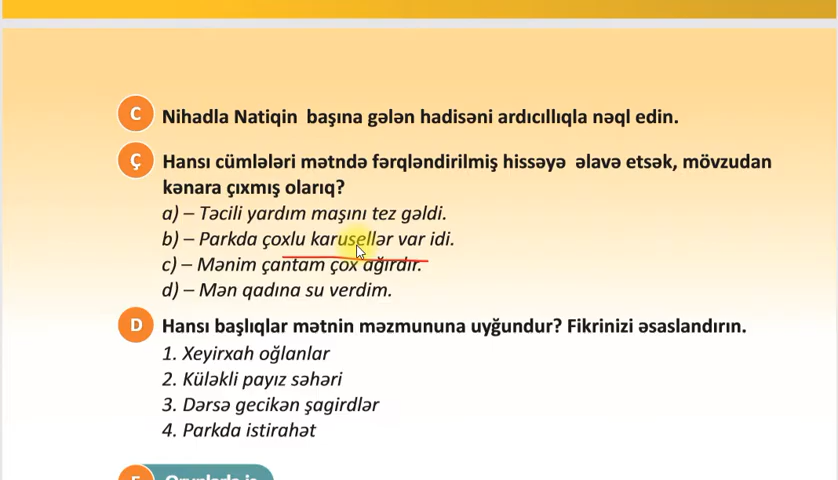 C Nihadla Natiqin başına gələn hadisəni ardıcıllıqla nəql edin.
Ç Hansı cümlələri mətndə fərqləndirilmiş hissəyə əlavə etsək, mövzudan
kənara çıxmış olarıq?
a) – Təcili yardım maşını tez gəldi.
b) – Parkda çoxlu karusellər var idi.
c) – Mənim çantam çox ağırdır.
d) – Mən qadına su verdim.
D Hansı başlıqlar mətnin məzmununa uyğundur? Fikrinizi əsaslandırın.
1. Xeyirxah oğlanlar
2. Küləkli payız səhəri
3. Dərsə gecikən şagirdlər
4. Parkda istirahət